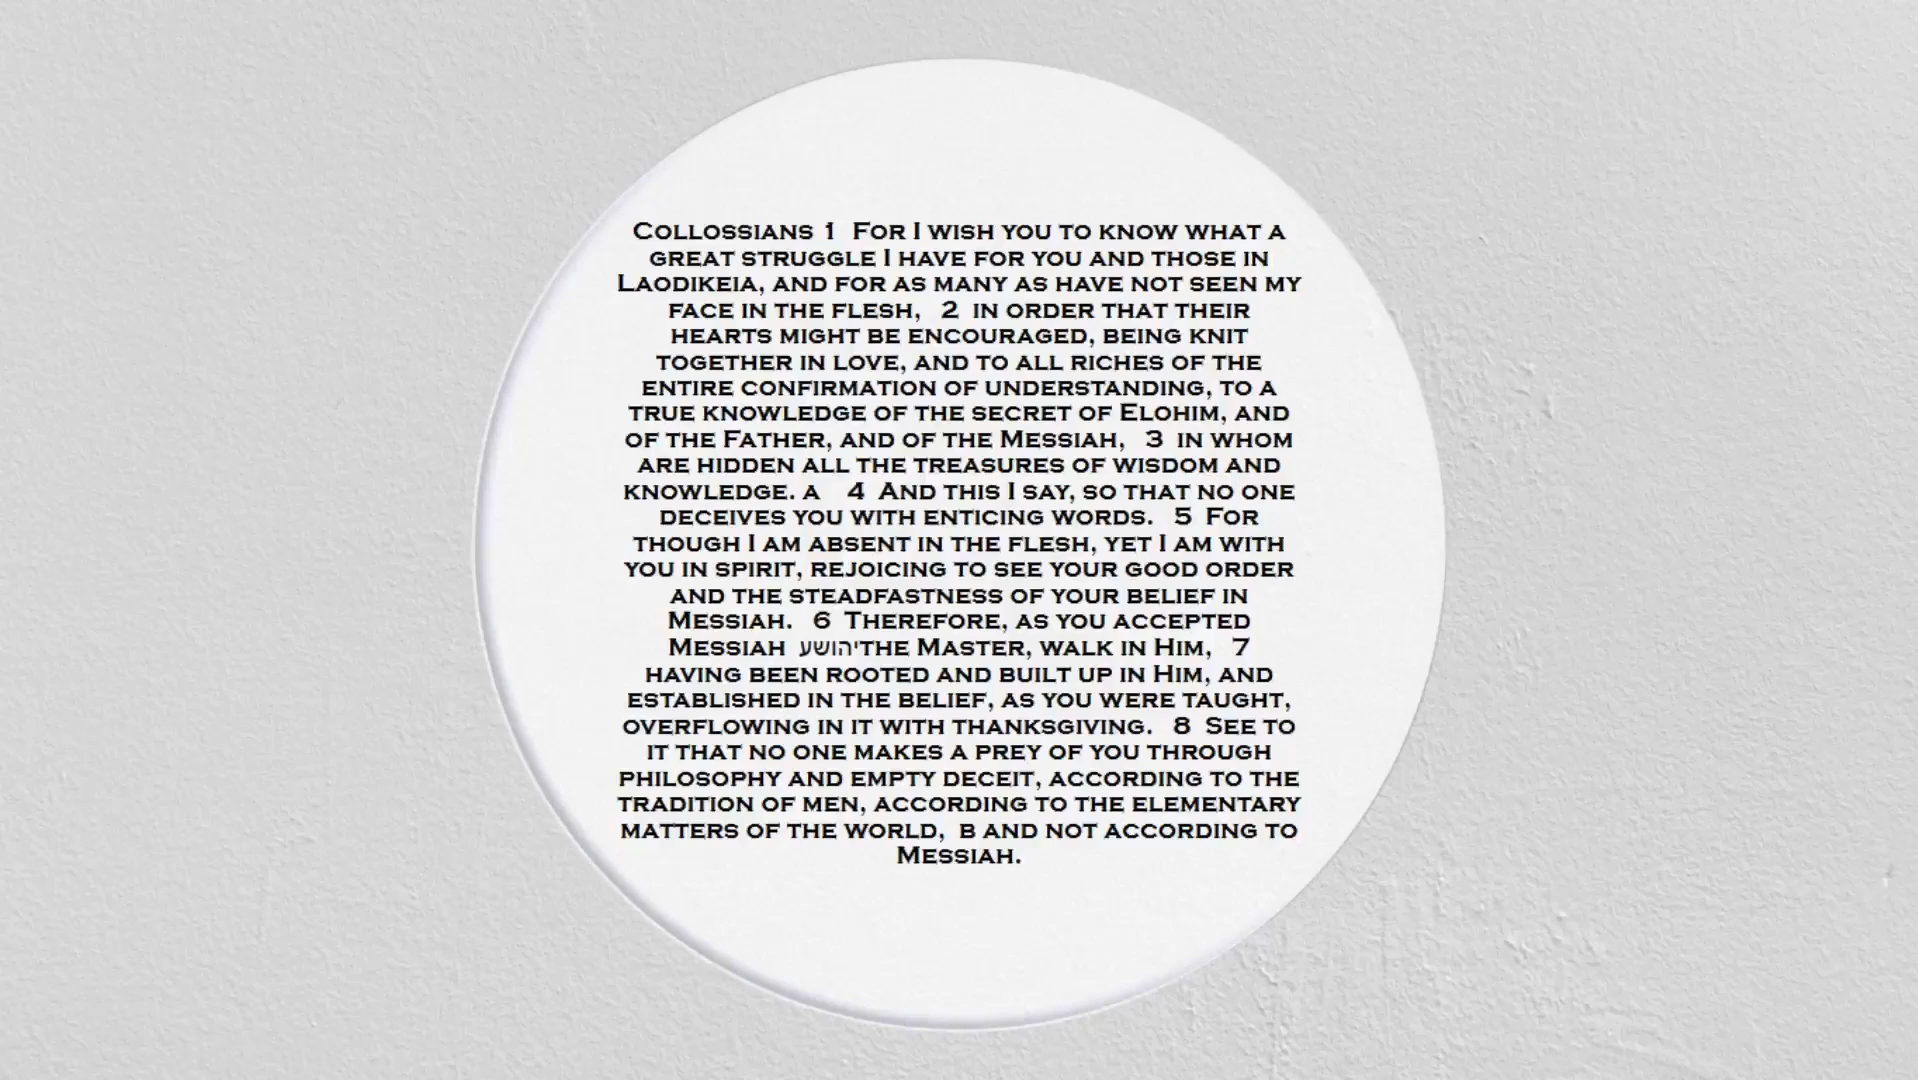 Collossians 1 For I wish you to know what a
great struggle I have for you and those in
Laodikeia, and for as many as have not seen my
face in the flesh, 2 in order that their
hearts might be encouraged, being knit
together in love, and to all riches of the
entire confirmation of understanding, to a
true knowledge of the secret of Elohim, and
of the Father, and of the Messiah, 3 in whom
are hidden all the treasures of wisdom and
knowledge. a 4 And this I say, so that no one
deceives you with enticing words. 5 For
though I am absent in the flesh, yet I am with
you in spirit, rejoicing to see your good order
and the steadfastness of your belief in
Messiah. 6 Therefore, as you accepted
Messiah יהושע the Master, walk in Him, 7
having been rooted and built up in Him, and
established in the belief, as you were taught,
overflowing in it with thanksgiving. 8 See to
it that no one makes a prey of you through
philosophy and empty deceit, according to the
tradition of men, according to the elementary
matters of the world, b and not according to
Messiah.